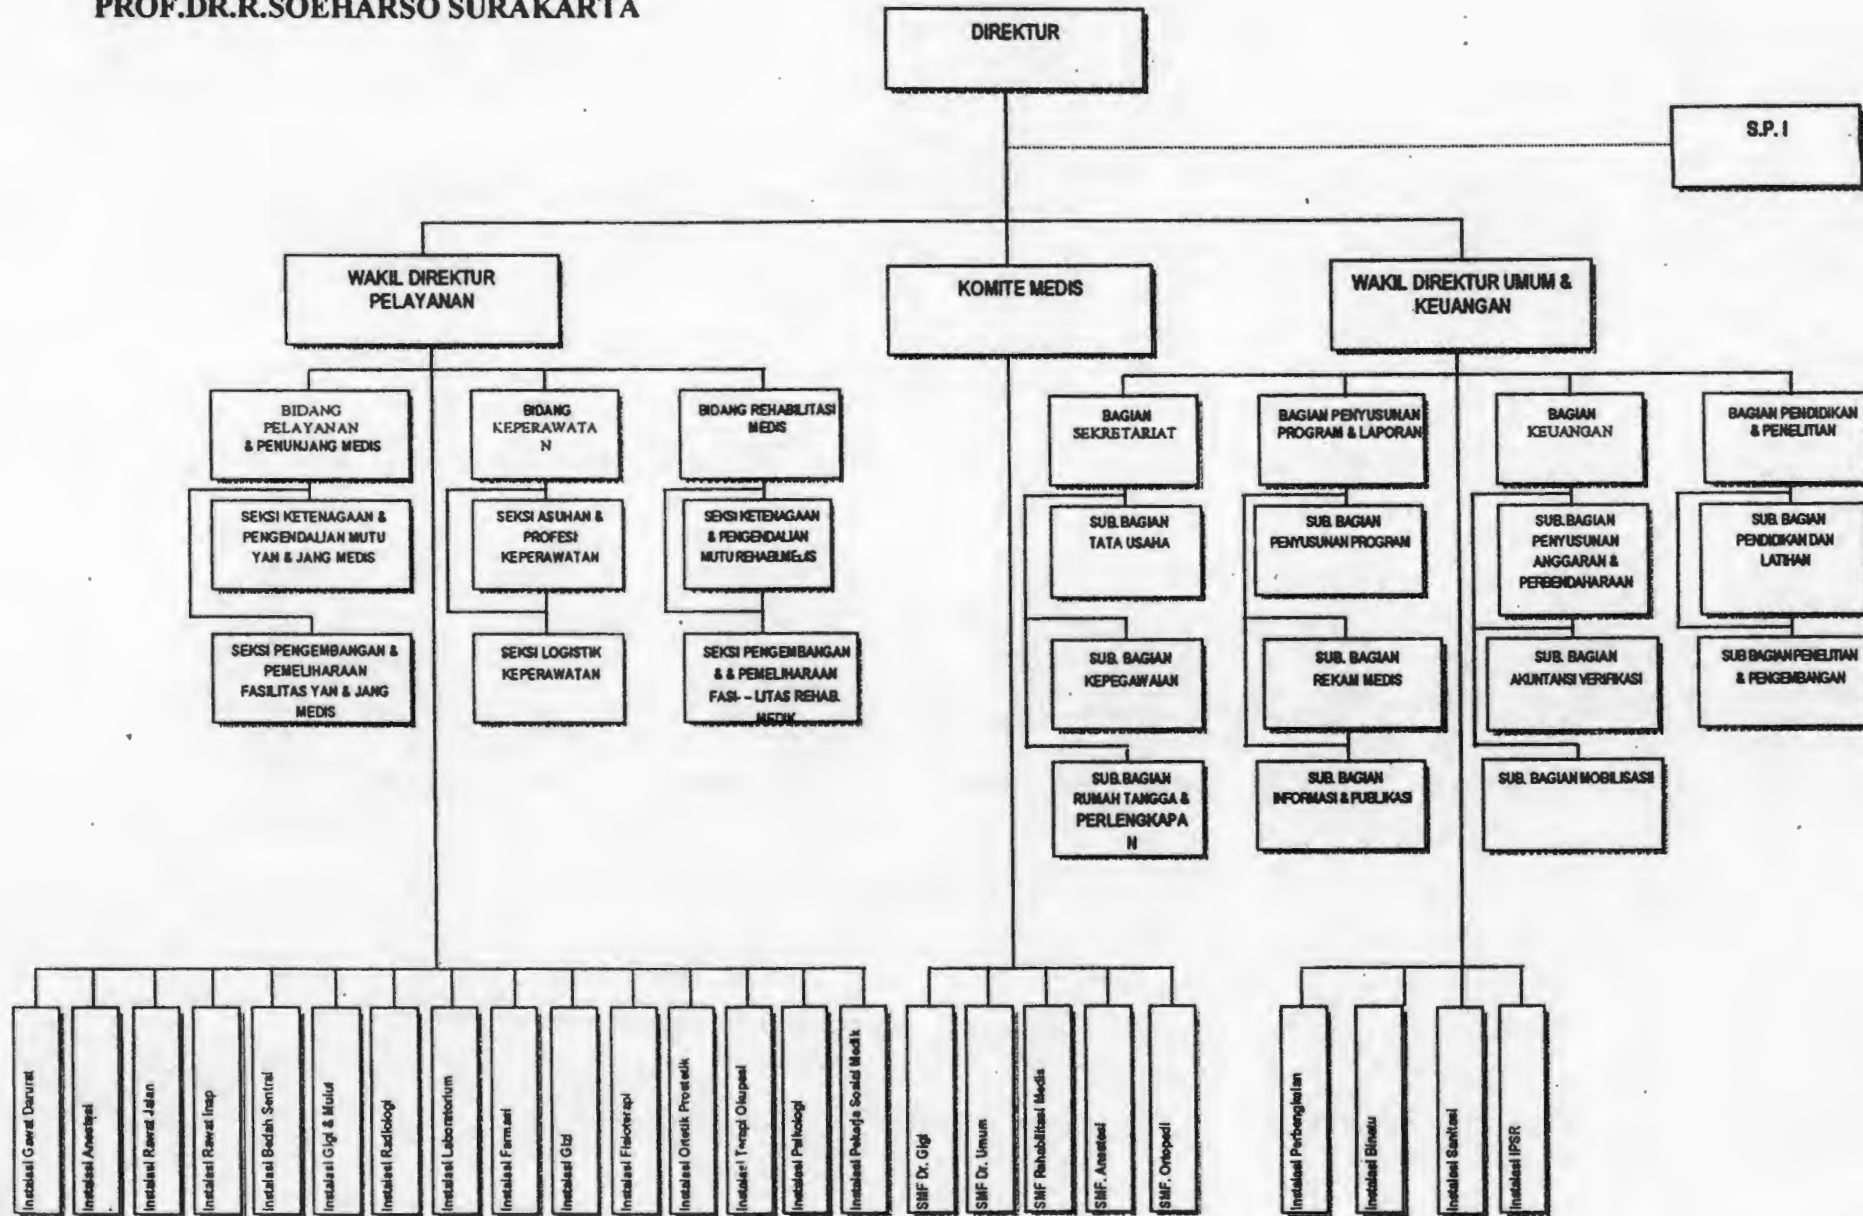 PROF.DR.R.SOEHARSO SURAKARTA
DIREKTUR
S.P. I
WAKIL DIREKTUR
PELAYANAN
KOMITE MEDIS
WAKIL DIREKTUR UMUM &
KEUANGAN
BIDANG
PELAYANAN
& PENUNJANG MEDIS
BIDANG
KEPERAWATA
N
BIDANG REHABILITASI
MEDIS
BAGIAN
SEKRETARIAT
BAGIAN PENYUSUNAN
PROGRAM & LAPORAN
BAGIAN
KEUANGAN
BAGIAN PENDIDIKAN
& PENELITIAN
SEKSI KETENAGAAN &
PENGENDALIAN MUTU
YAN & JANG MEDIS
SEKSI ASUHAN &
PROFESI
KEPERAWATAN
SEKSI KETENAGAAN
& PENGENDALIAN
MUTU REHAB.MEDIS
SUB. BAGIAN
TATA USAHA
SUB. BAGIAN
PENYUSUNAN PROGRAM
SUB.BAGIAN
PENYUSUNAN
ANGGARAN &
PERBENDAHARAAN
SUB. BAGIAN
PENDIDIKAN DAN
LATIHAN
SEKSI PENGEMBANGAN &
PEMELIHARAAN
FASILITAS YAN & JANG
MEDIS
SEKSI LOGISTIK
KEPERAWATAN
SEKSI PENGEMBANGAN
& & PEMELIHARAAN
FASI- – LITAS REHAB.
MEDIK
SUB. BAGIAN
KEPEGAWAIAN
SUB. BAGIAN
REKAM MEDIS
SUB. BAGIAN
AKUNTANSI VERIFIKASI
SUB BAGIAN PENELITIAN
& PENGEMBANGAN
SUB.BAGIAN
RUMAH TANGGA &
PERLENGKAPA
N
SUB. BAGIAN
INFORMASI & PUBLIKASI
SUB. BAGIAN MOBILISASI
Instalasi Gawat Darurat
Instalasi Anestesi
Instalasi Rawat Jalan
Instalasi Rawat Inap
Instalasi Bedah Sentral
Instalasi Gigi & Mulut
Instalasi Radiologi
Instalasi Laboratorium
Instalasi Farmasi
Instalasi Gizi
Instalasi Fisioterapi
Instalasi Ortetik Prostetik
Instalasi Terapi Okupasi
Instalasi Psikologi
Instalasi Pekerja Sosial Medik
SMF Dr. Gigi
SMF Dr. Umum
SMF Rehabilitasi Medis
SMF. Anestesi
SMF. Ortopedi
Instalasi Perbengkelan
Instalasi Binatu
Instalasi Sanitasi
Instalasi IPSR